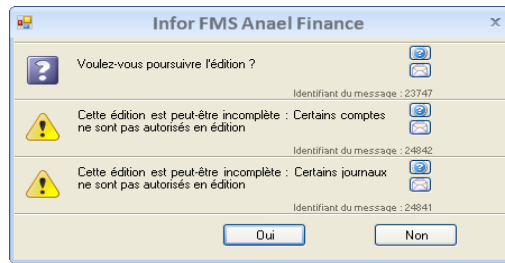 Infor FMS Anael Finance
Voulez-vous poursuivre l'édition ?
Identifiant du message : 23747
Cette édition est peut-être incomplète : Certains comptes
ne sont pas autorisés en édition
Identifiant du message : 24842
Cette édition est peut-être incomplète : Certains journaux
ne sont pas autorisés en édition
Identifiant du message : 24841
Oui Non